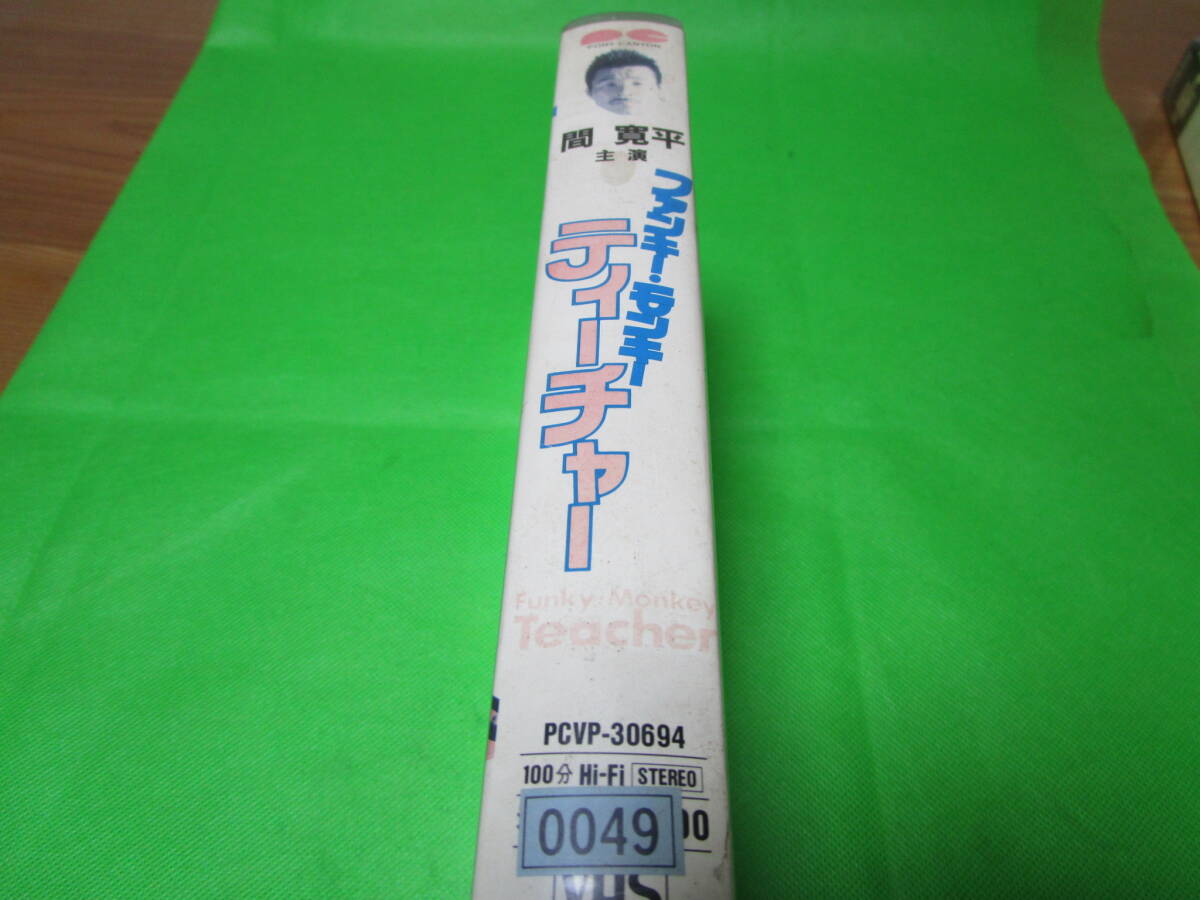 PONY CANYON
間 寛平
主演
ファンキー・モンキー
ティーチャー
Funky Monkey
Teacher
PCVP-30694
100分 Hi-Fi STEREO
0049
00
VHS